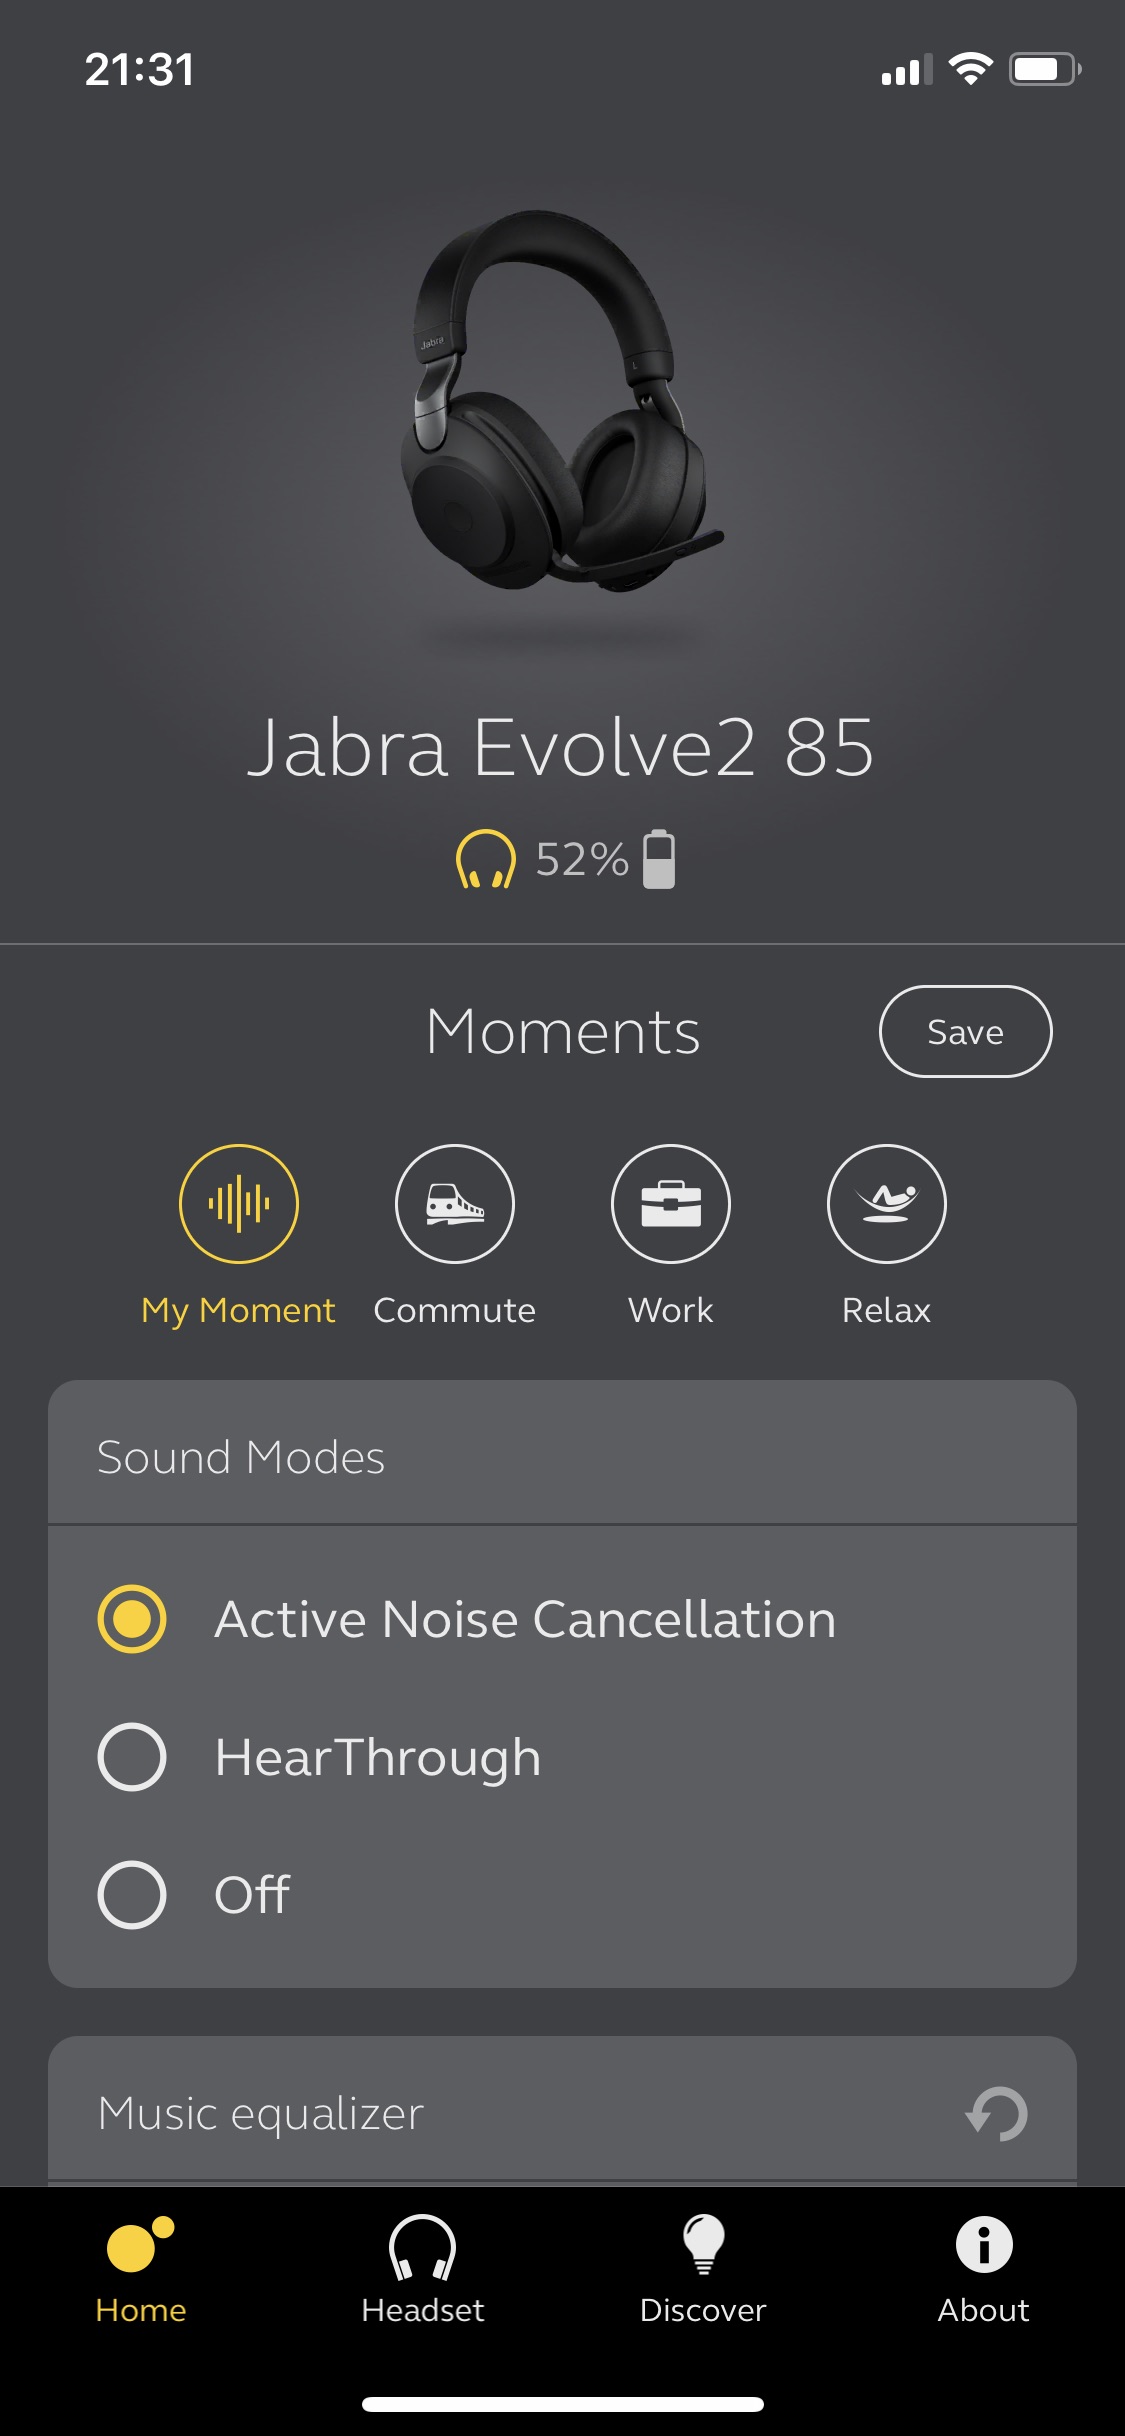 21:31
Jabra
L
Jabra Evolve2 85
52%
Moments
Save
My Moment
Commute
Work
Relax
Sound Modes
Active Noise Cancellation
HearThrough
Off
Music equalizer
Home
Headset
Discover
About